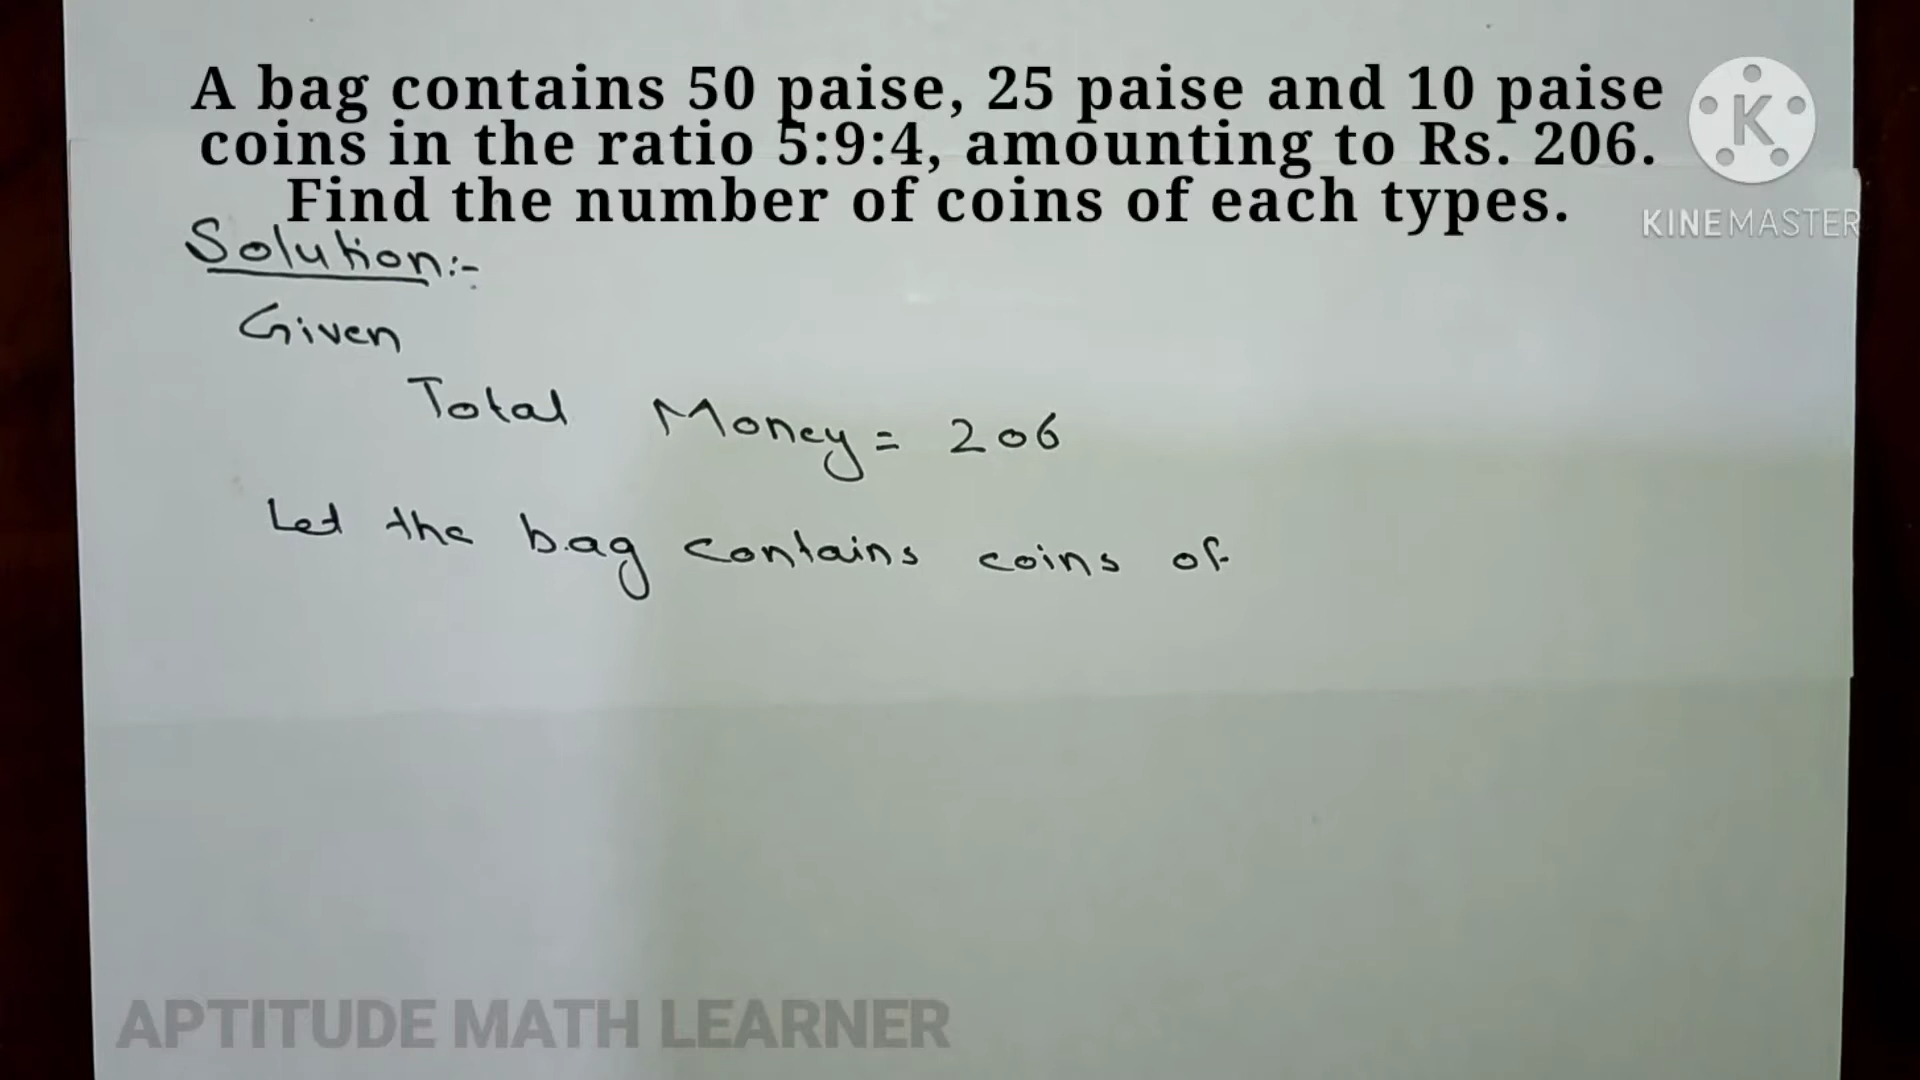 A bag contains 50 paise, 25 paise and 10 paise
coins in the ratio 5:9:4, amounting to Rs. 206.
Find the number of coins of each types.
K
KINEMASTER
Solution:-
Given
Total Money = 206
Let the bag contains coins of
APTITUDE MATH LEARNER